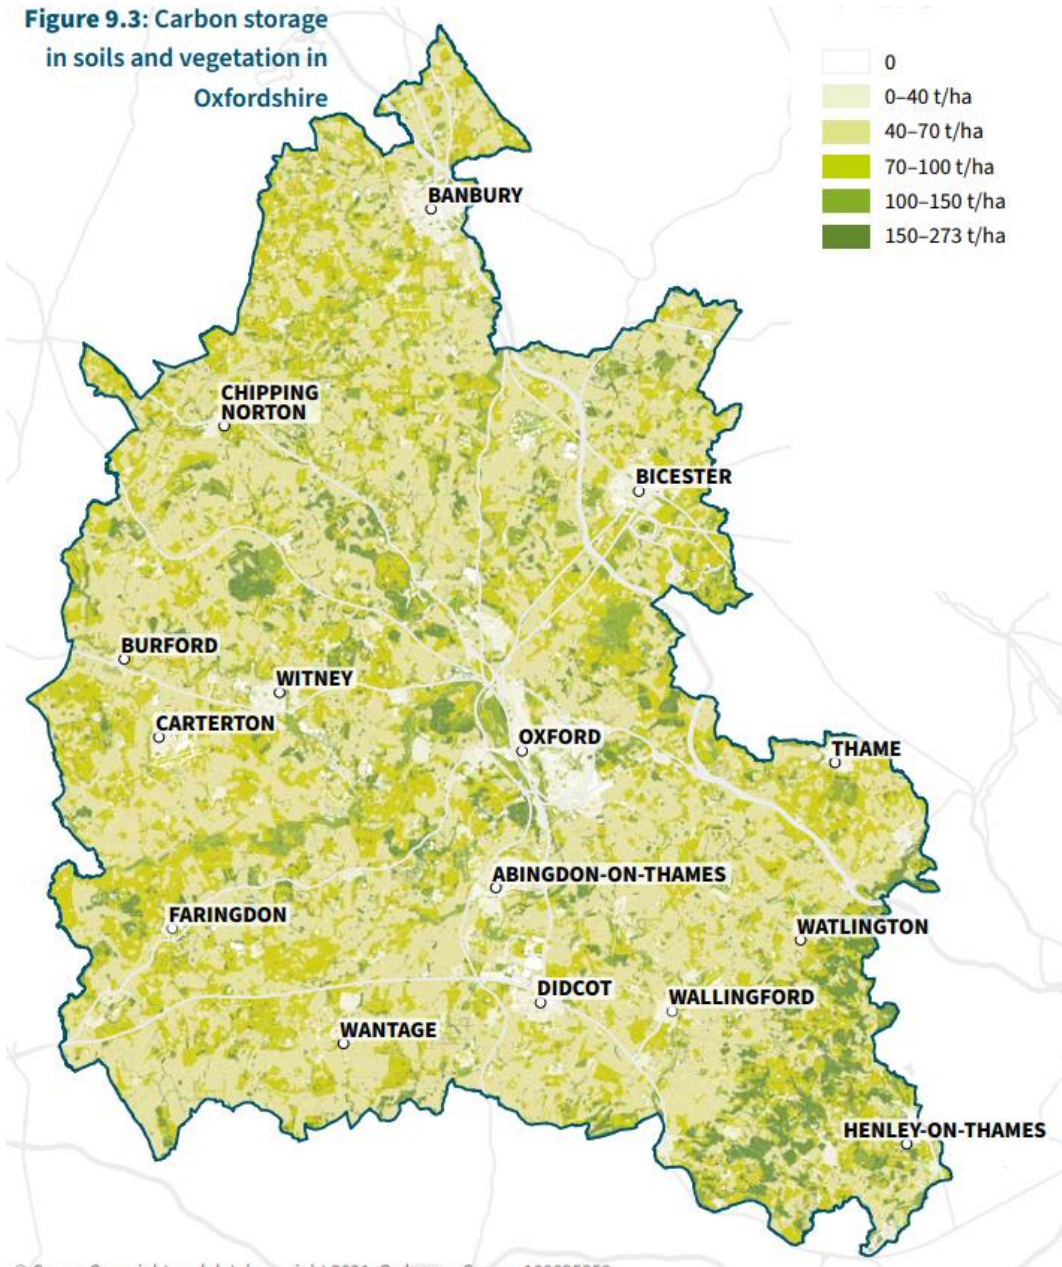 Figure 9.3: Carbon storage
in soils and vegetation in
Oxfordshire
0
0–40 t/ha
40–70 t/ha
70–100 t/ha
100–150 t/ha
150–273 t/ha
BANBURY
CHIPPING
NORTON
BICESTER
BURFORD
WITNEY
CARTERTON
OXFORD
THAME
ABINGDON-ON-THAMES
FARINGDON
WATLINGTON
DIDCOT
WALLINGFORD
WANTAGE
HENLEY-ON-THAMES